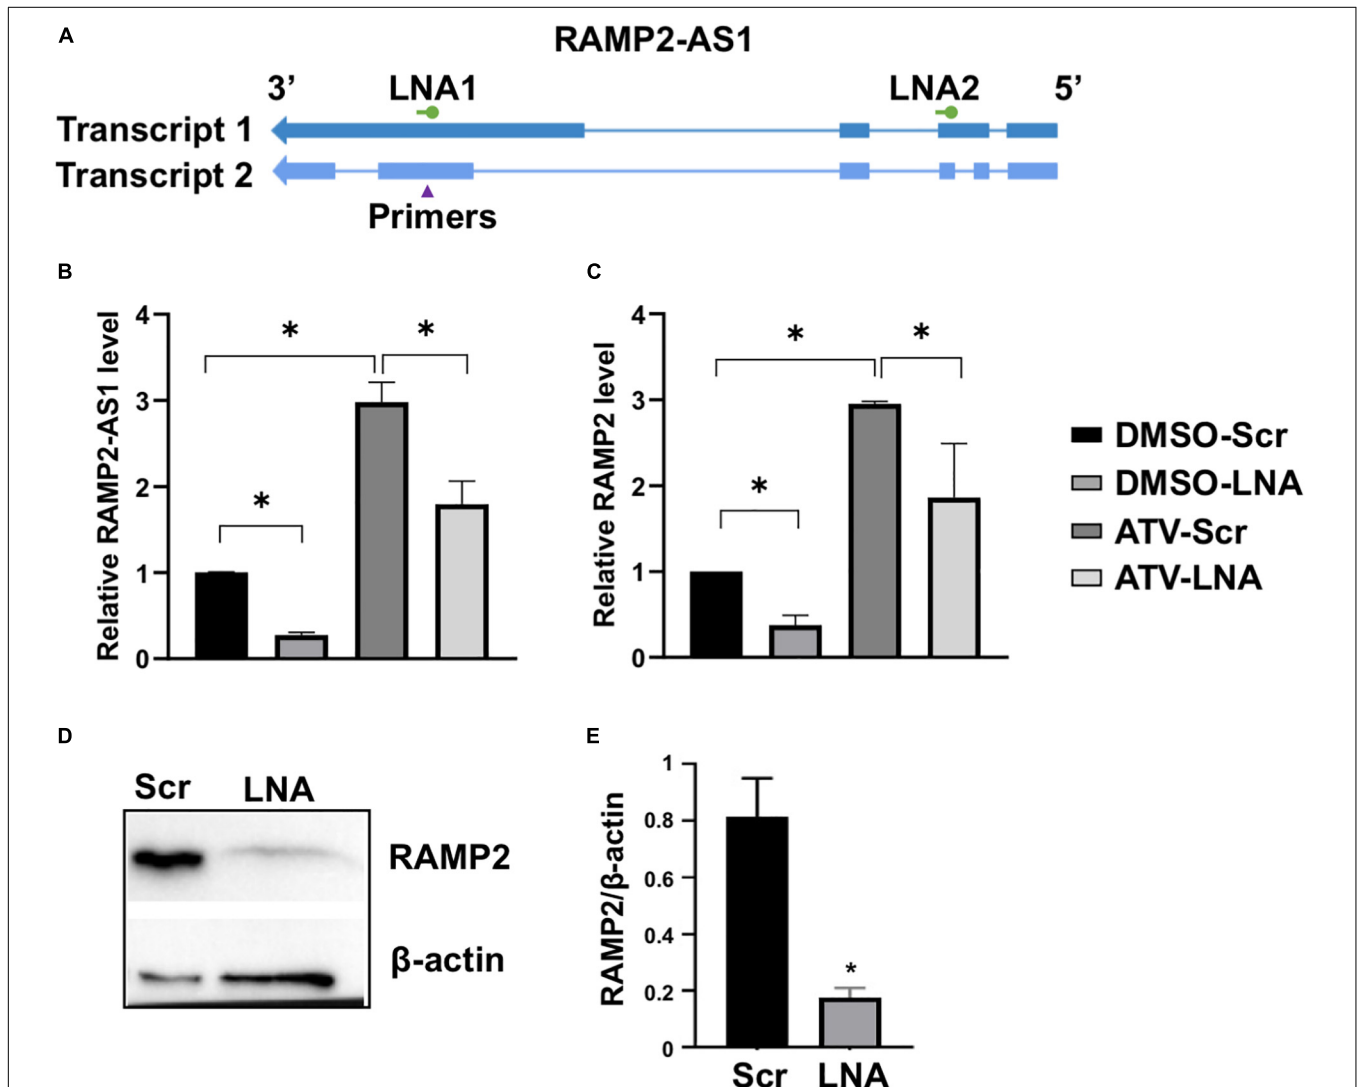 A
RAMP2-AS1
3’ LNA1 LNA2 5’
Transcript 1
Transcript 2
Primers
B
Relative RAMP2-AS1 level
4
3
2
1
0
*
*
*
C
Relative RAMP2 level
4
3
2
1
0
*
*
*
DMSO-Scr
DMSO-LNA
ATV-Scr
ATV-LNA
D
Scr LNA
RAMP2
β-actin
E
RAMP2/β-actin
1
0.8
0.6
0.4
0.2
0
*
Scr LNA